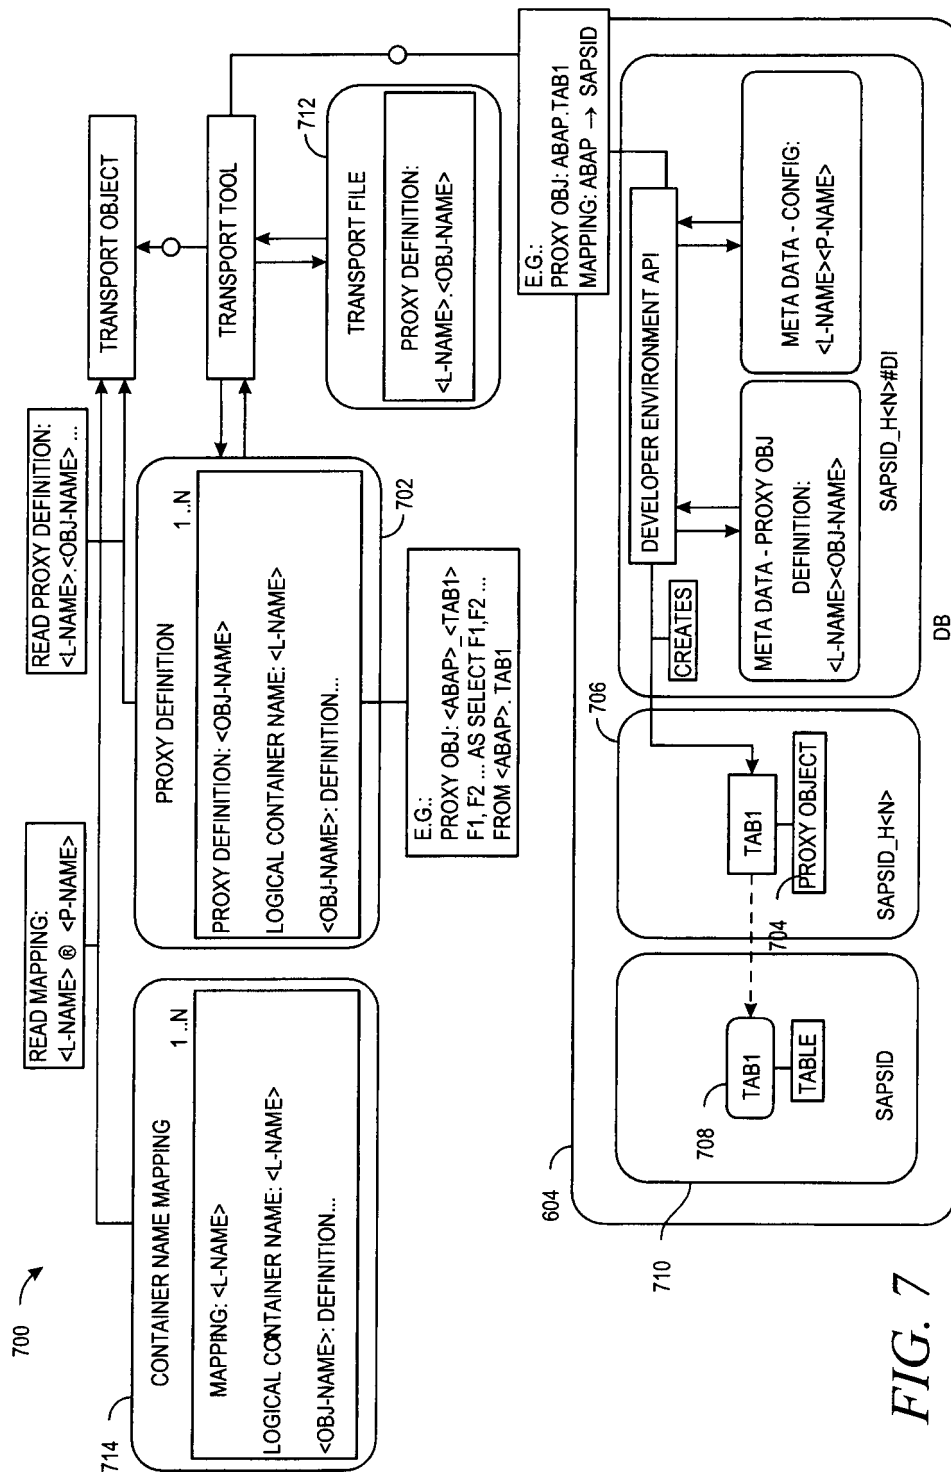 700
714
CONTAINER NAME MAPPING
1 ..N
MAPPING: <L-NAME>
LOGICAL CONTAINER NAME: <L-NAME>
<OBJ-NAME>: DEFINITION...
READ MAPPING:
<L-NAME> ® <P-NAME>
PROXY DEFINITION
1 ..N
PROXY DEFINITION: <OBJ-NAME>
LOGICAL CONTAINER NAME: <L-NAME>
<OBJ-NAME>: DEFINITION...
702
E.G.:
PROXY OBJ: <ABAP>_<TAB1>
F1, F2 ... AS SELECT F1,F2 ...
FROM <ABAP>. TAB1
READ PROXY DEFINITION:
<L-NAME>.<OBJ-NAME> ...
TRANSPORT OBJECT
TRANSPORT TOOL
712
TRANSPORT FILE
PROXY DEFINITION:
<L-NAME>.<OBJ-NAME>
E.G.:
PROXY OBJ: ABAP.TAB1
MAPPING: ABAP → SAPSID
604
710
708
TAB1
TABLE
SAPSID
706
TAB1
PROXY OBJECT
704
SAPSID_H<N>
CREATES
DEVELOPER ENVIRONMENT API
META DATA - PROXY OBJ
DEFINITION:
<L-NAME><OBJ-NAME>
META DATA - CONFIG:
<L-NAME><P-NAME>
SAPSID_H<N>#DI
DB
FIG. 7